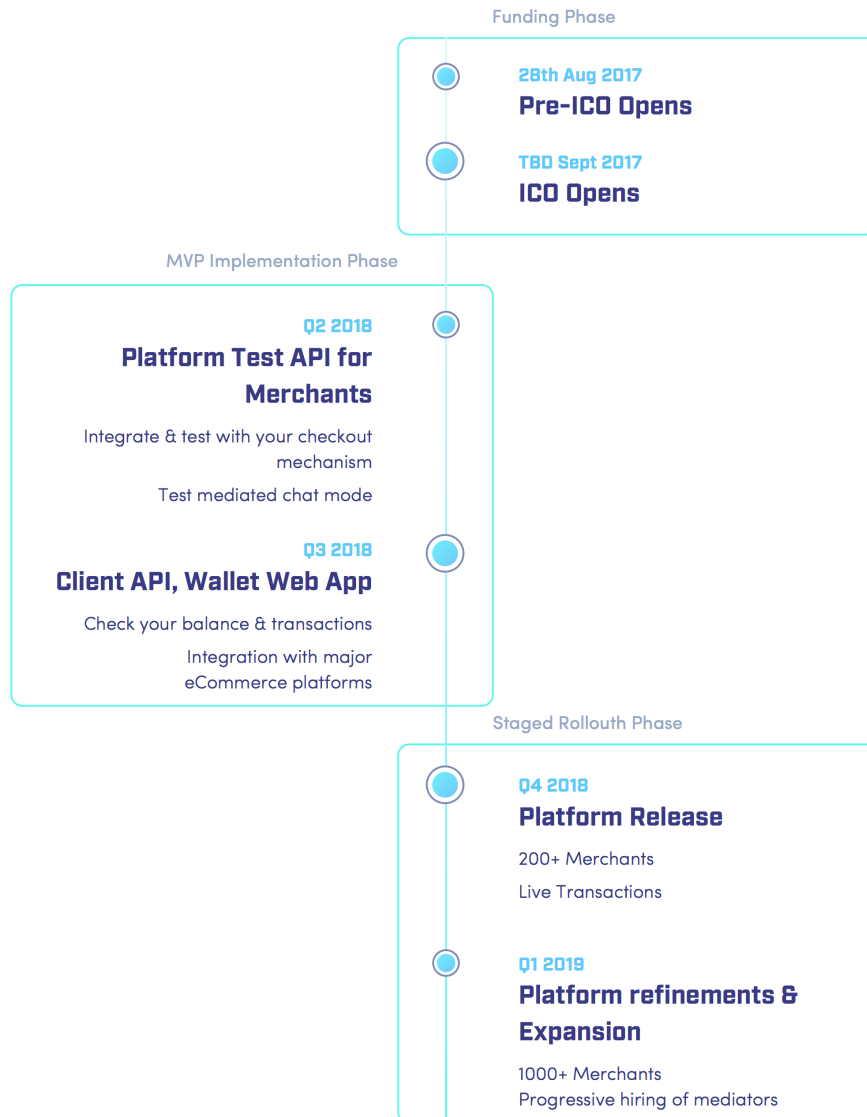 Funding Phase
28th Aug 2017
Pre-ICO Opens
TBD Sept 2017
ICO Opens
MVP Implementation Phase
Q2 2018
Platform Test API for
Merchants
Integrate & test with your checkout
mechanism
Test mediated chat mode
Q3 2018
Client API, Wallet Web App
Check your balance & transactions
Integration with major
eCommerce platforms
Staged Rollouth Phase
Q4 2018
Platform Release
200+ Merchants
Live Transactions
Q1 2019
Platform refinements &
Expansion
1000+ Merchants
Progressive hiring of mediators